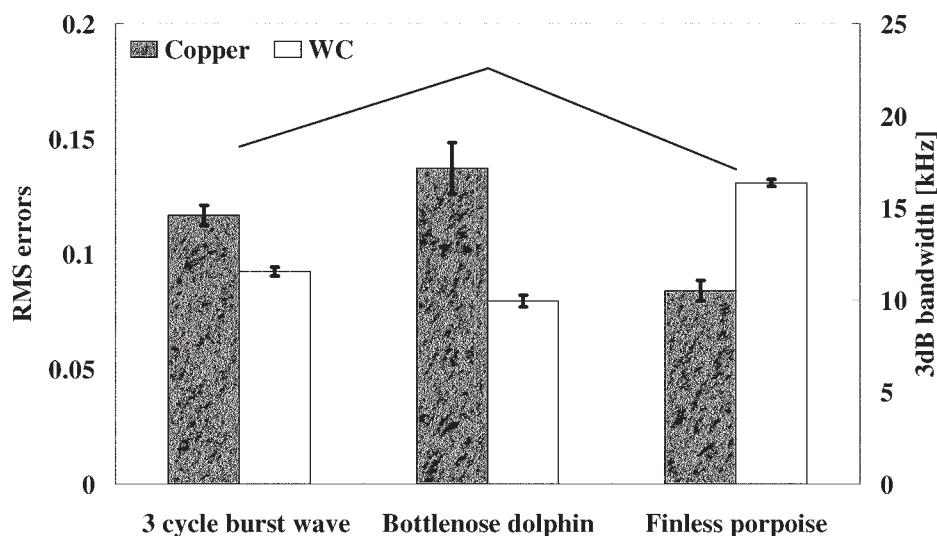 0.2
0.15
0.1
0.05
0
RMS errors
Copper
WC
25
20
15
10
5
0
3dB bandwidth [kHz]
3 cycle burst wave
Bottlenose dolphin
Finless porpoise